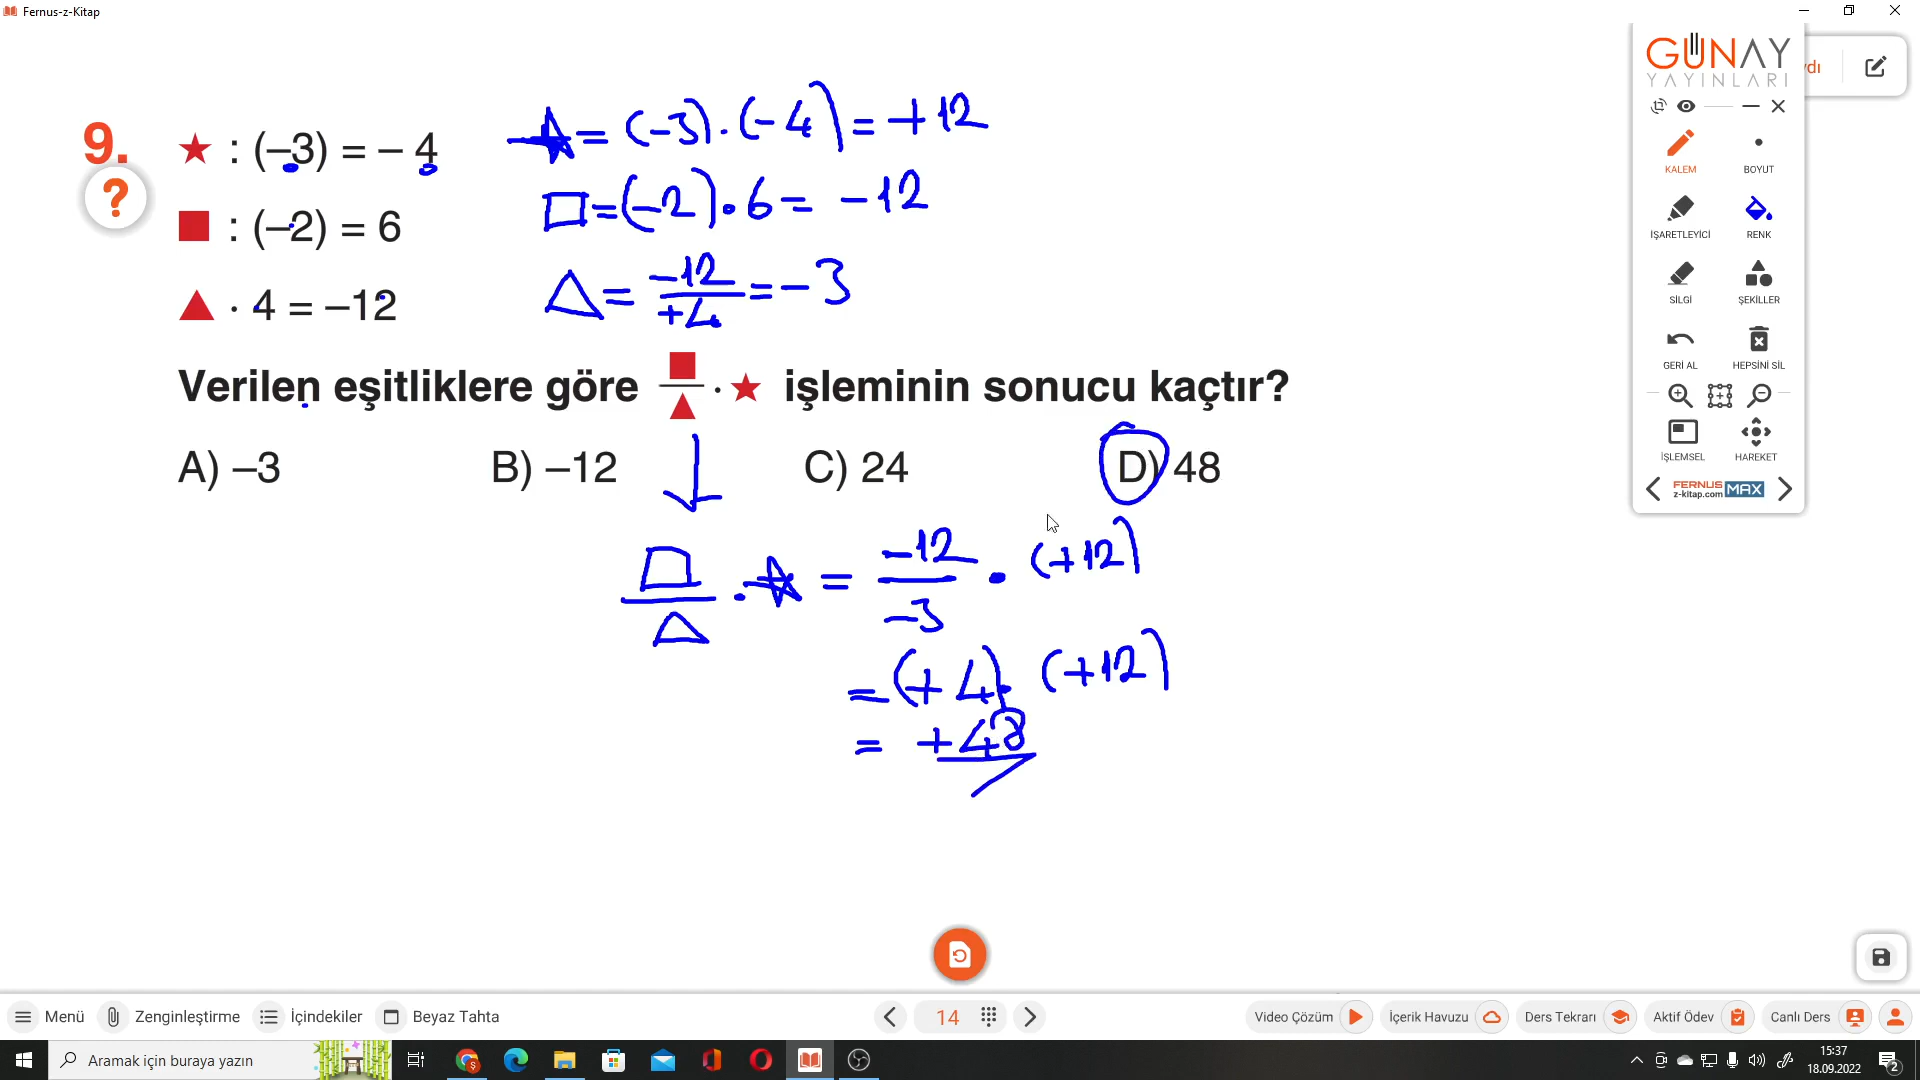 Fernus-z-Kitap
GÜNAY
YAYINLARI
ydı
9. ★ : (−3) = − 4
?
■ : (−2) = 6
▲ · 4 = −12
★ = (−3) . (−4) = +12
□ = (−2) . 6 = −12
△ = −12 / +4 = −3
Verilen eşitliklere göre ■/▲ · ★ işleminin sonucu kaçtır?
A) −3 B) −12 C) 24 D) 48
□/△ . ★ = −12/−3 . (+12)
= (+4) . (+12)
= +48
KALEM BOYUT
İŞARETLEYİCİ RENK
SİLGİ ŞEKİLLER
GERİ AL HEPSİNİ SİL
İŞLEMSEL HAREKET
FERNUS
z-kitap.com MAX
Menü Zenginleştirme İçindekiler Beyaz Tahta 14 Video Çözüm İçerik Havuzu Ders Tekrarı Aktif Ödev Canlı Ders
Aramak için buraya yazın
15:37
18.09.2022
2